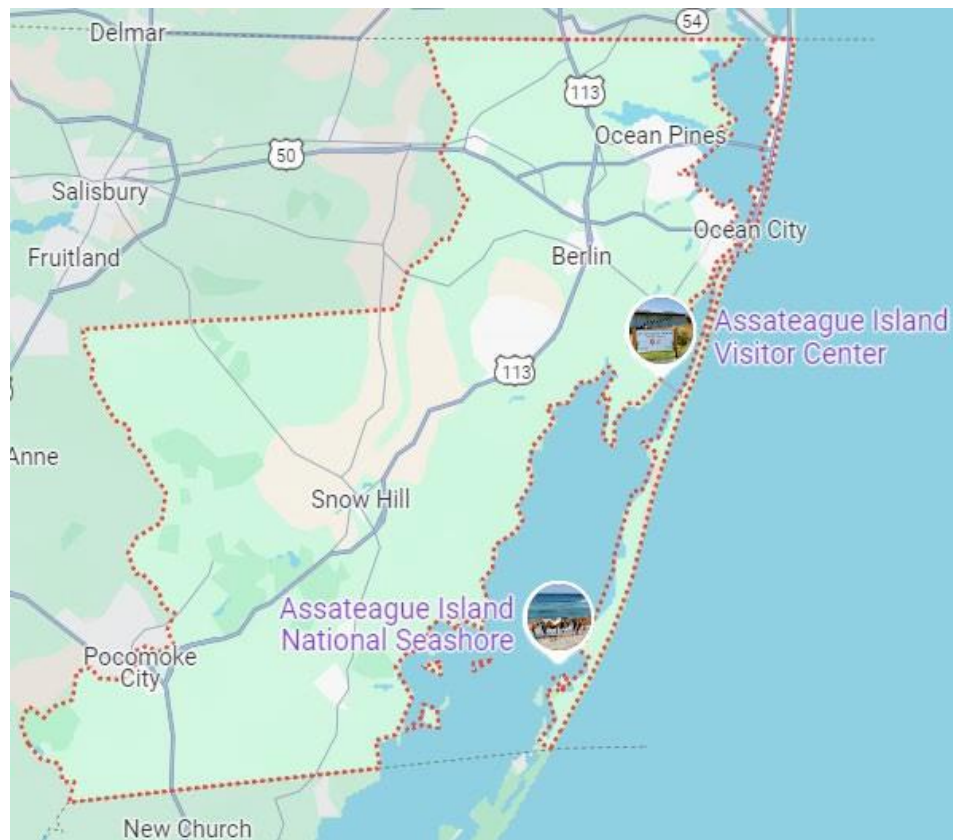 Delmar
54
113
Ocean Pines
50
Salisbury
Ocean City
Fruitland
Berlin
Assateague Island
Visitor Center
113
Anne
Snow Hill
Assateague Island
National Seashore
Pocomoke
City
New Church